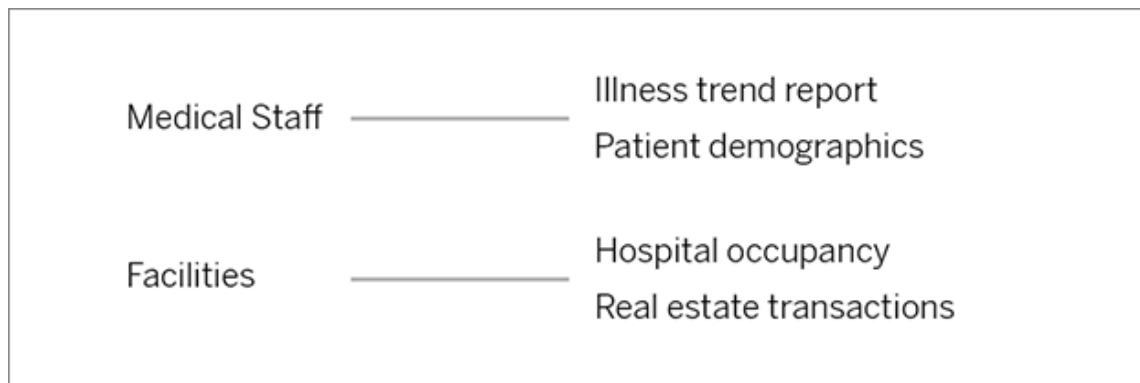 Medical Staff
Illness trend report
Patient demographics
Facilities
Hospital occupancy
Real estate transactions